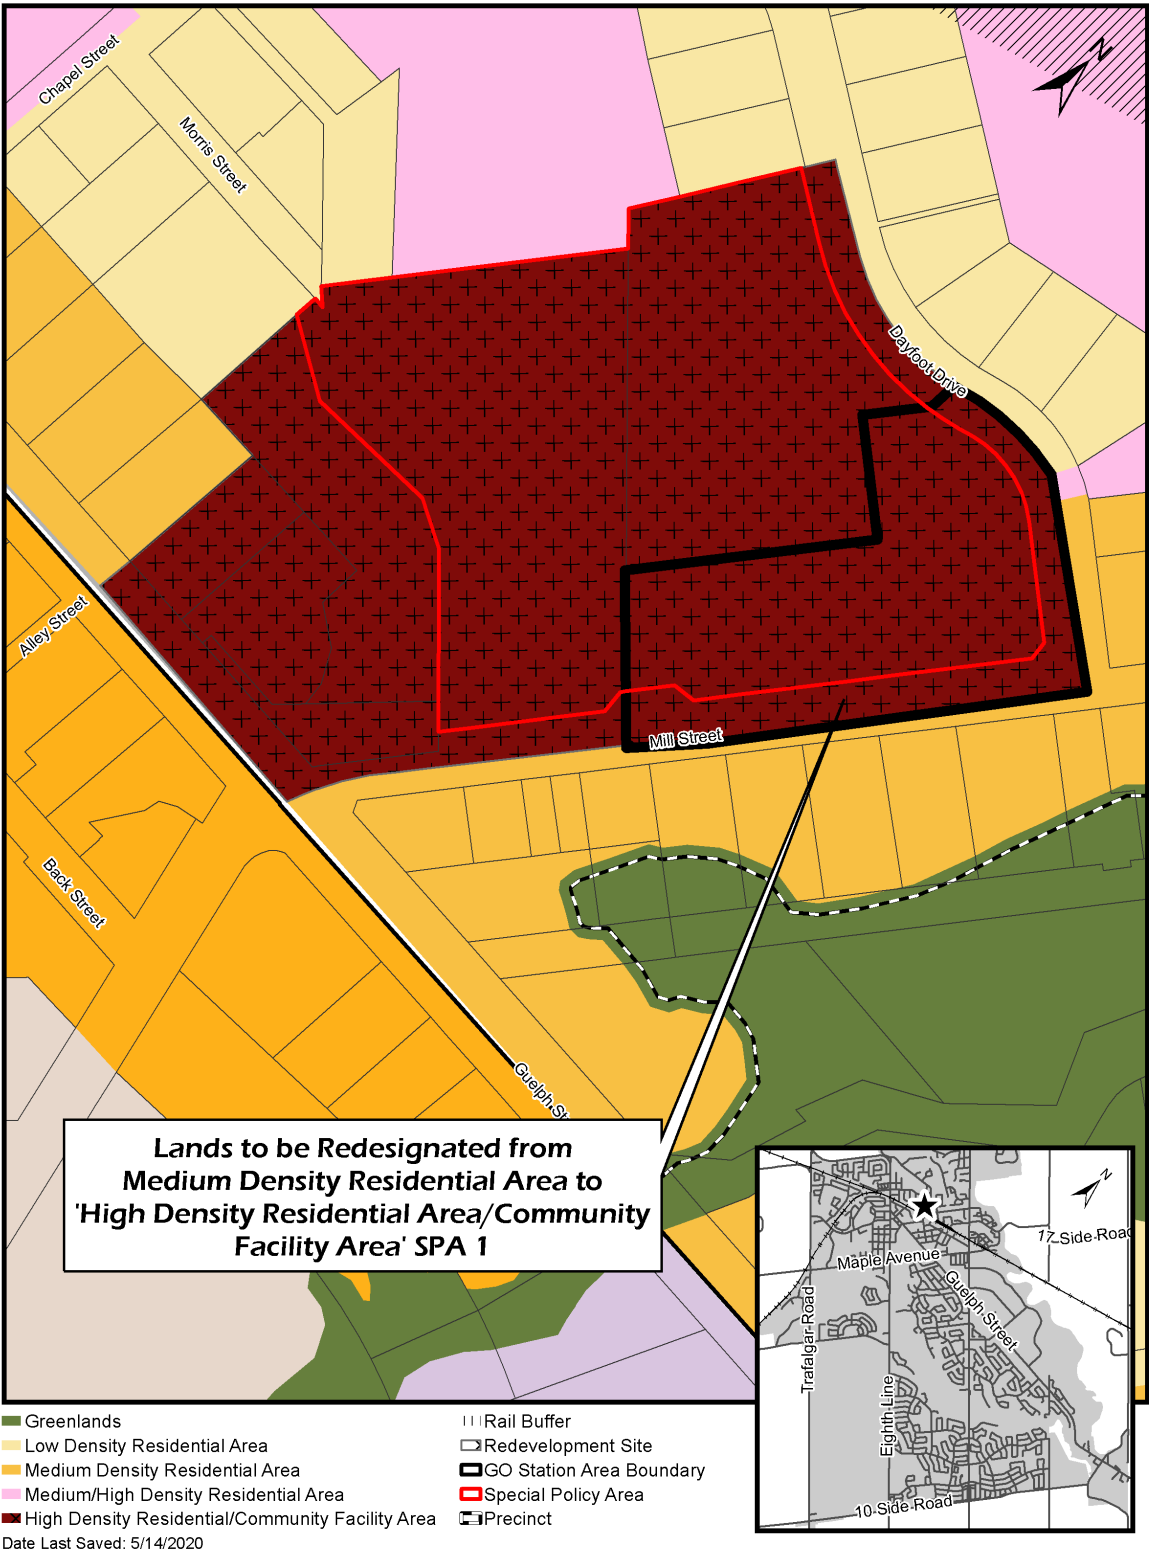 Chapel Street
Morris Street
N
Dayfoot Drive
Alley Street
Mill Street
Back Street
Guelph St
Lands to be Redesignated from
Medium Density Residential Area to
'High Density Residential Area/Community
Facility Area' SPA 1
N
17 Side Road
Maple Avenue
Guelph Street
Trafalgar Road
Eighth Line
10 Side Road
Greenlands
Low Density Residential Area
Medium Density Residential Area
Medium/High Density Residential Area
High Density Residential/Community Facility Area
Rail Buffer
Redevelopment Site
GO Station Area Boundary
Special Policy Area
Precinct
Date Last Saved: 5/14/2020